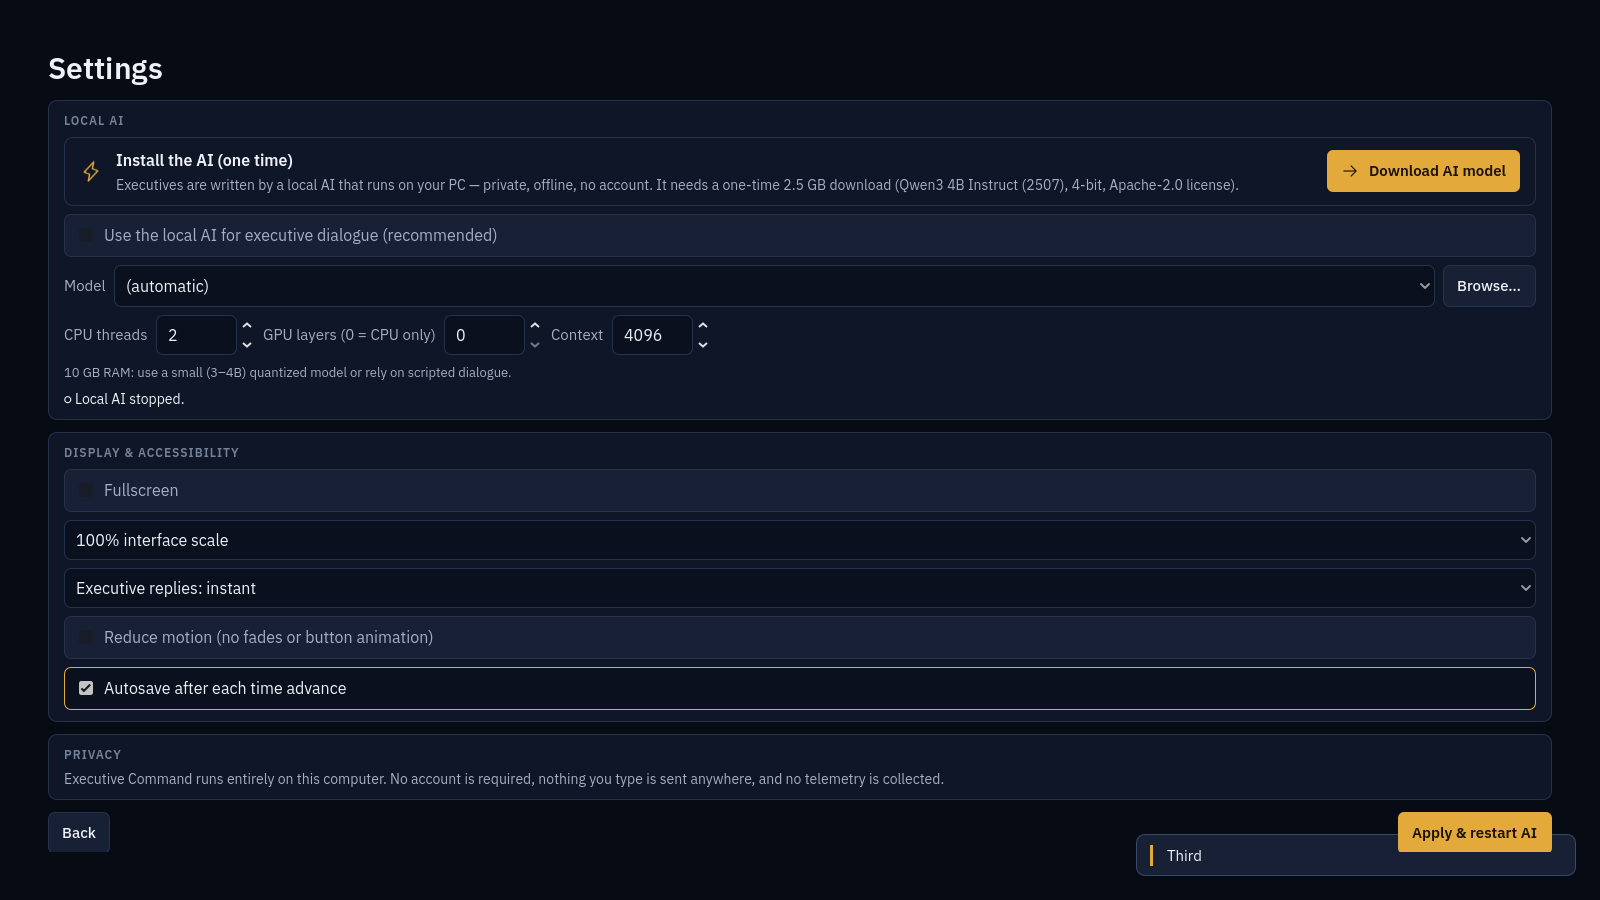 Settings
LOCAL AI
Install the AI (one time)
Executives are written by a local AI that runs on your PC — private, offline, no account. It needs a one-time 2.5 GB download (Qwen3 4B Instruct (2507), 4-bit, Apache-2.0 license).
Download AI model
Use the local AI for executive dialogue (recommended)
Model (automatic) Browse...
CPU threads 2 GPU layers (0 = CPU only) 0 Context 4096
10 GB RAM: use a small (3–4B) quantized model or rely on scripted dialogue.
Local AI stopped.
DISPLAY & ACCESSIBILITY
Fullscreen
100% interface scale
Executive replies: instant
Reduce motion (no fades or button animation)
Autosave after each time advance
PRIVACY
Executive Command runs entirely on this computer. No account is required, nothing you type is sent anywhere, and no telemetry is collected.
Back Apply & restart AI
Third